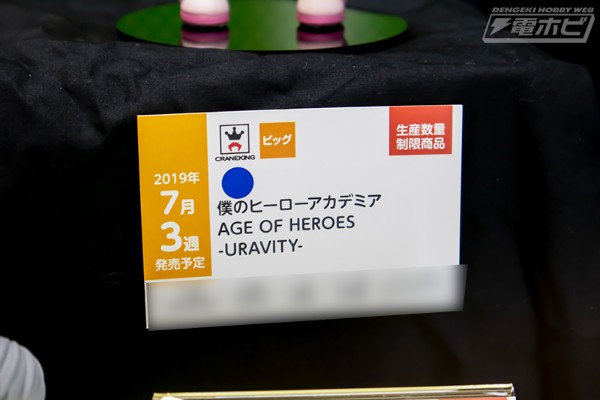 DENGEKI HOBBY WEB
電ホビ
2019年
7月
3週
発売予定
CRANEKING
ビッグ
生産数量
制限商品
僕のヒーローアカデミア
AGE OF HEROES
-URAVITY-